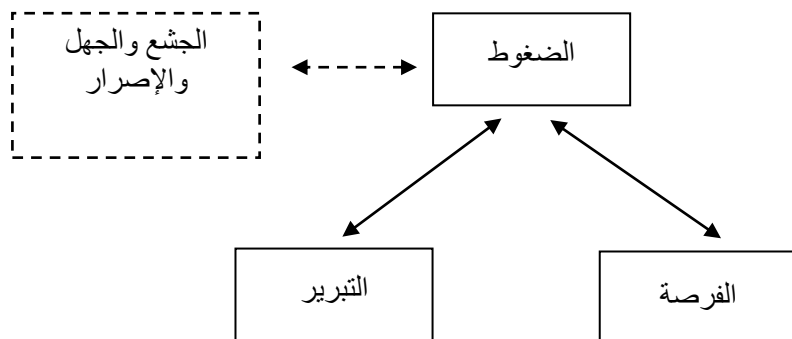 الضغوط
الجشع والجهل
والإصرار
التبرير
الفرصة